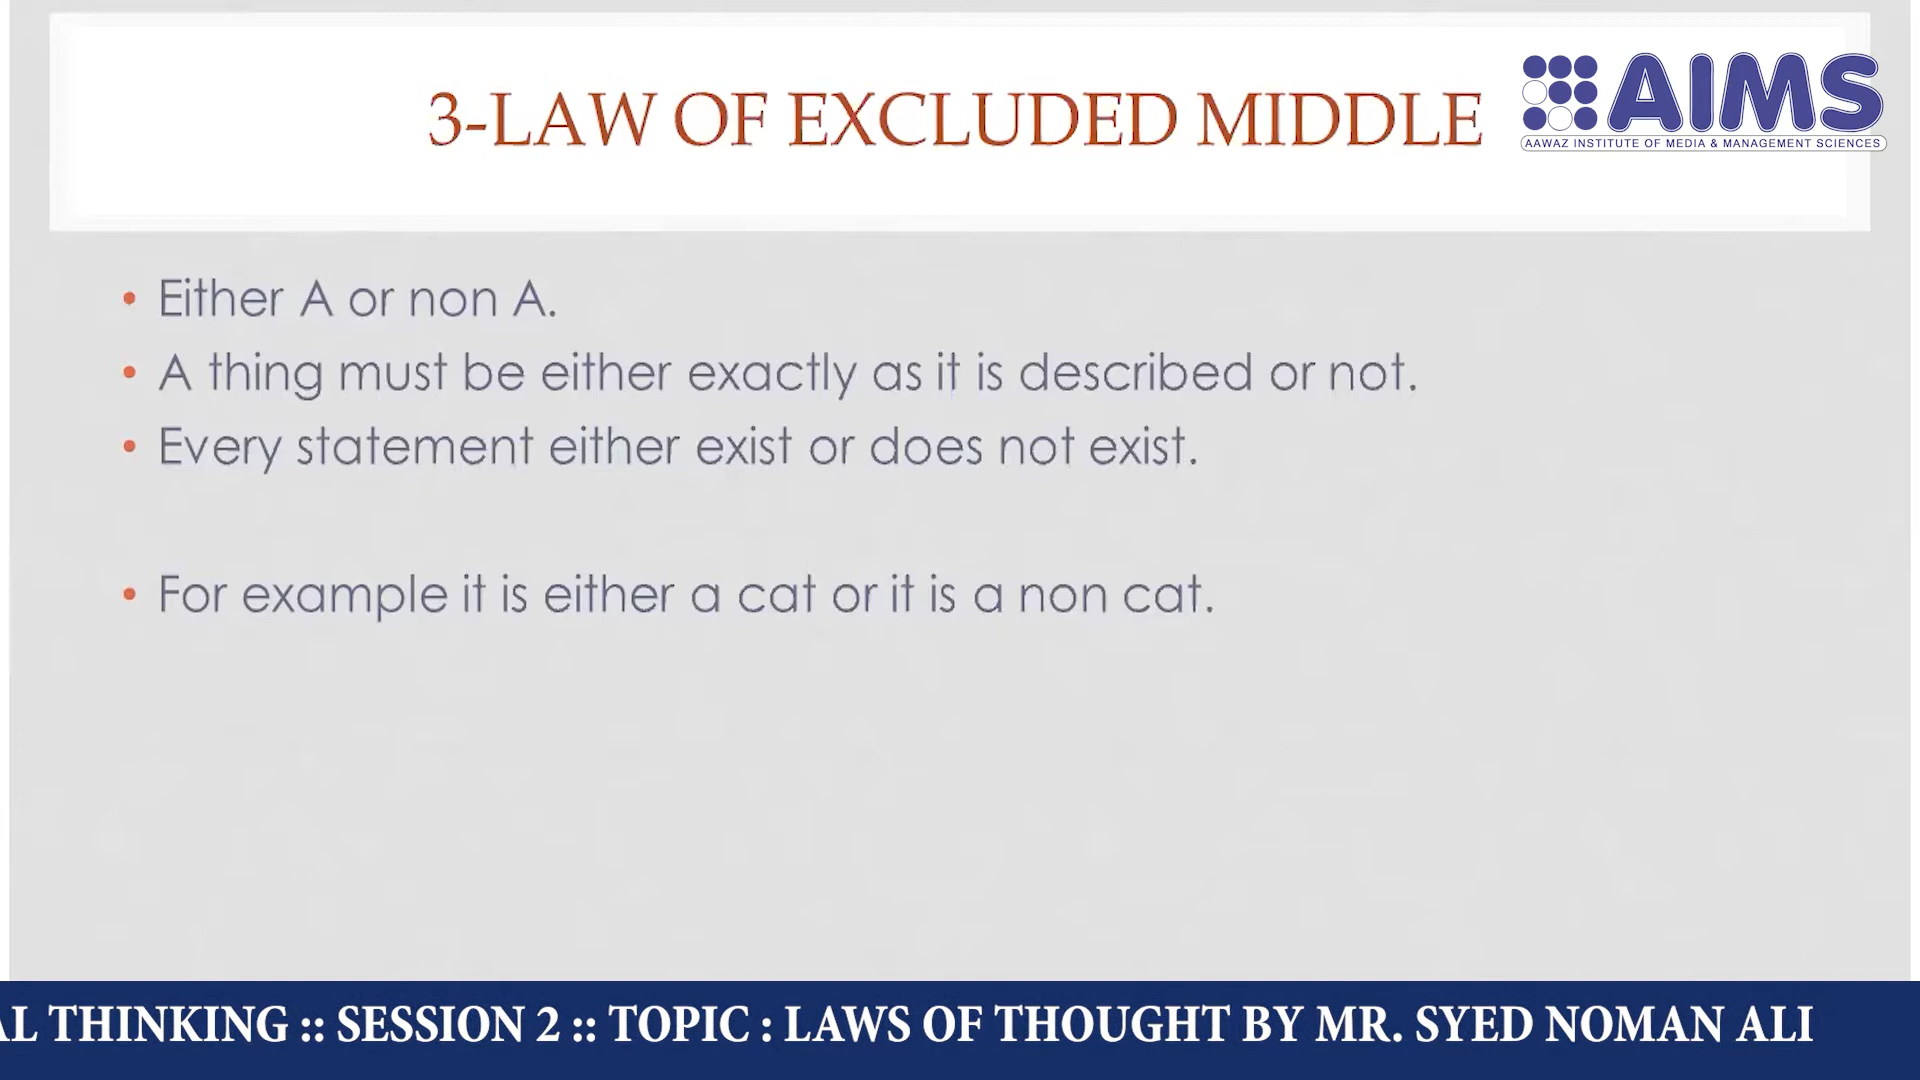 3-LAW OF EXCLUDED MIDDLE
AIMS
AAWAZ INSTITUTE OF MEDIA & MANAGEMENT SCIENCES
• Either A or non A.
• A thing must be either exactly as it is described or not.
• Every statement either exist or does not exist.
• For example it is either a cat or it is a non cat.
AL THINKING :: SESSION 2 :: TOPIC : LAWS OF THOUGHT BY MR. SYED NOMAN ALI